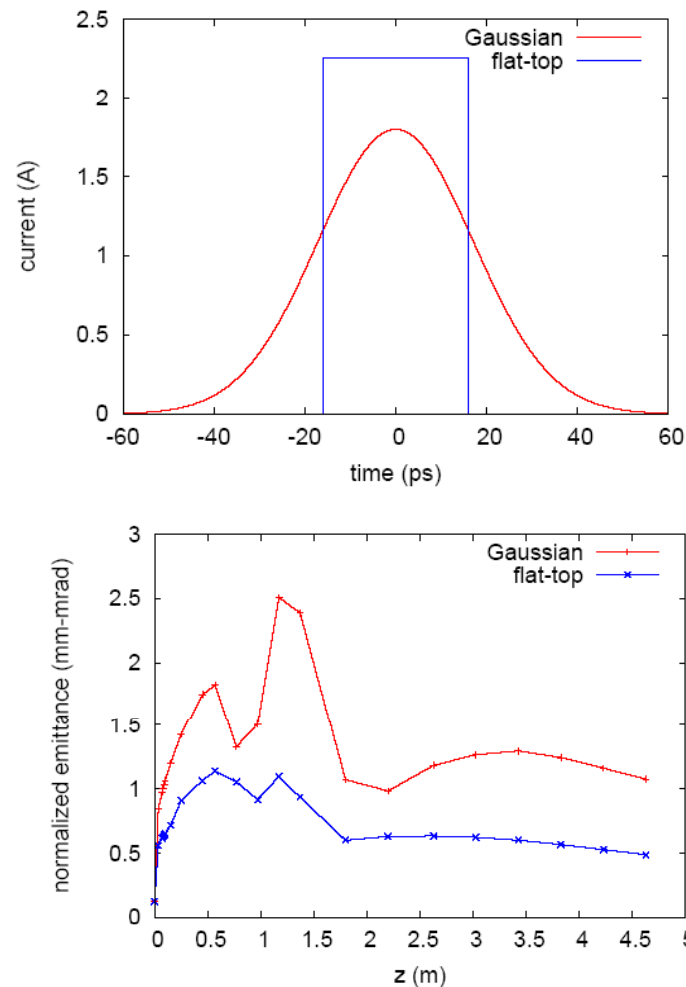 Gaussian
flat-top
2.5
2
1.5
1
0.5
0
-60 -40 -20 0 20 40 60
current (A)
time (ps)
Gaussian
flat-top
3
2.5
2
1.5
1
0.5
0
0 0.5 1 1.5 2 2.5 3 3.5 4 4.5 5
normalized emittance (mm-mrad)
z (m)